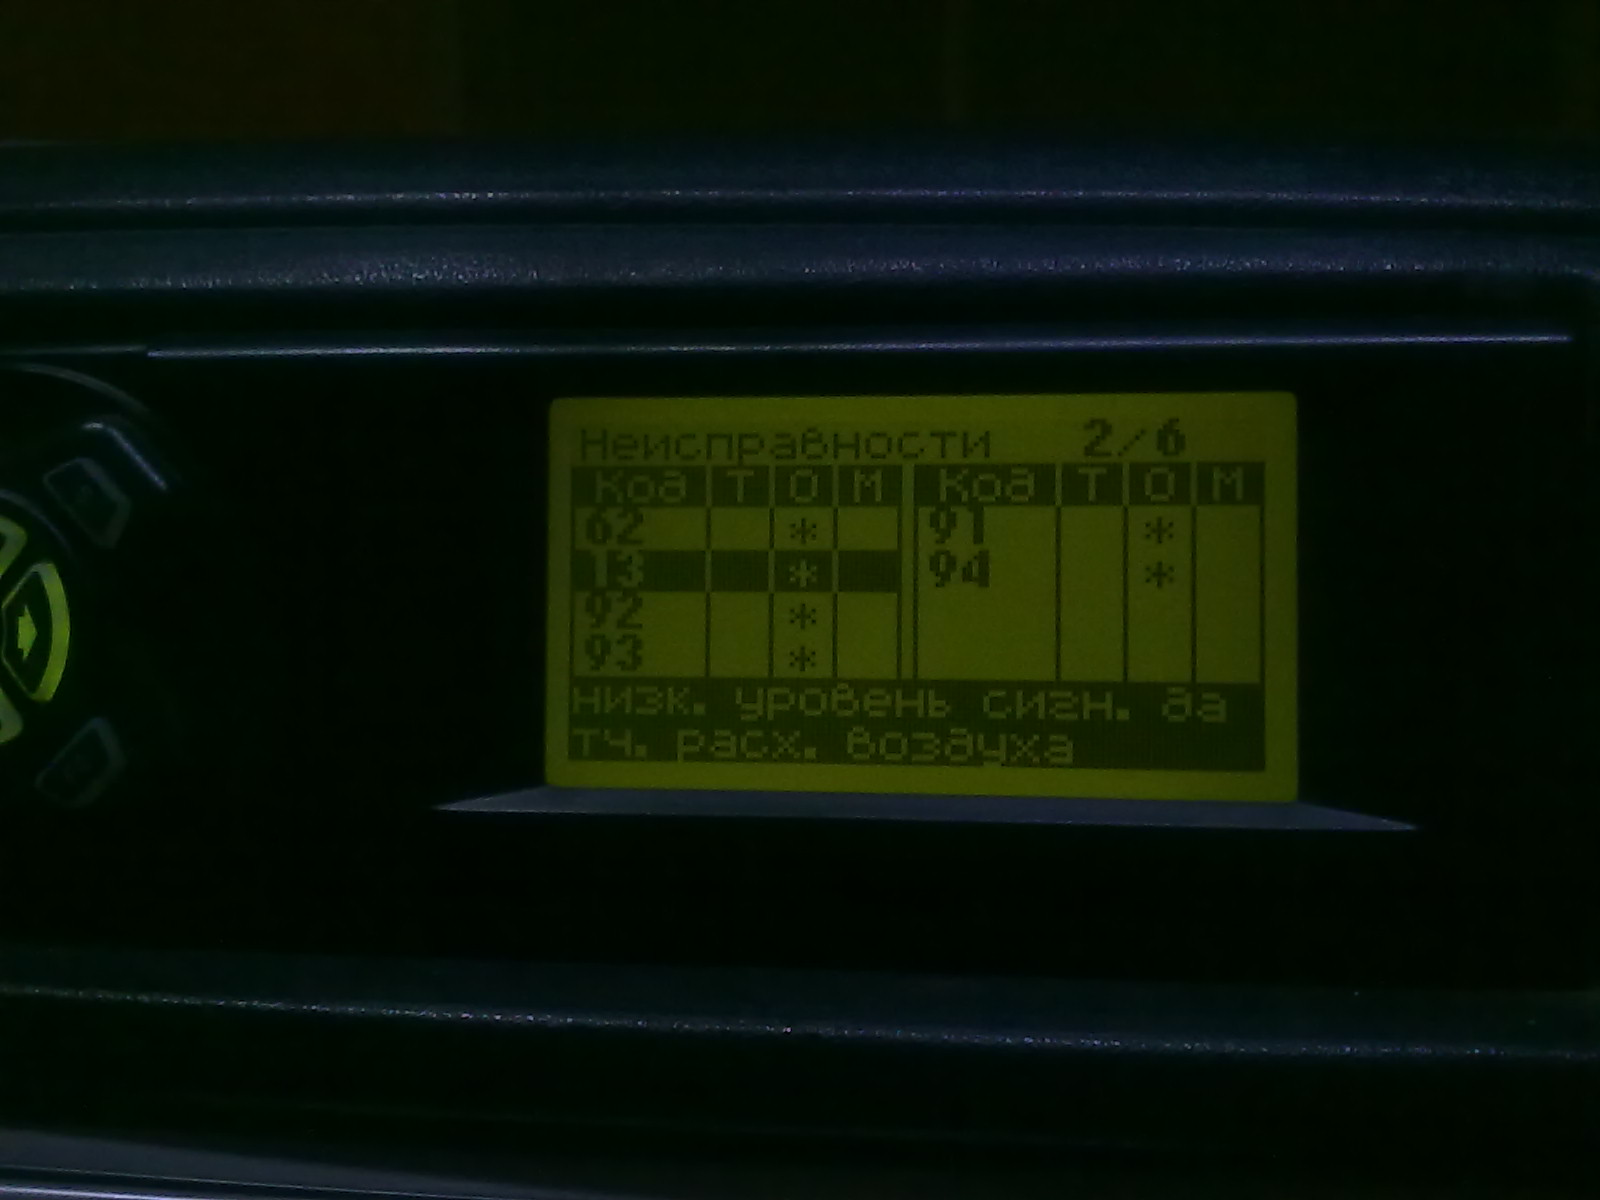 Неисправности 2/6
Код Т О М Код Т О М
62 * 91 *
13 * 94 *
92 *
93 *
низк. уровень сигн. да
тч. расх. воздуха